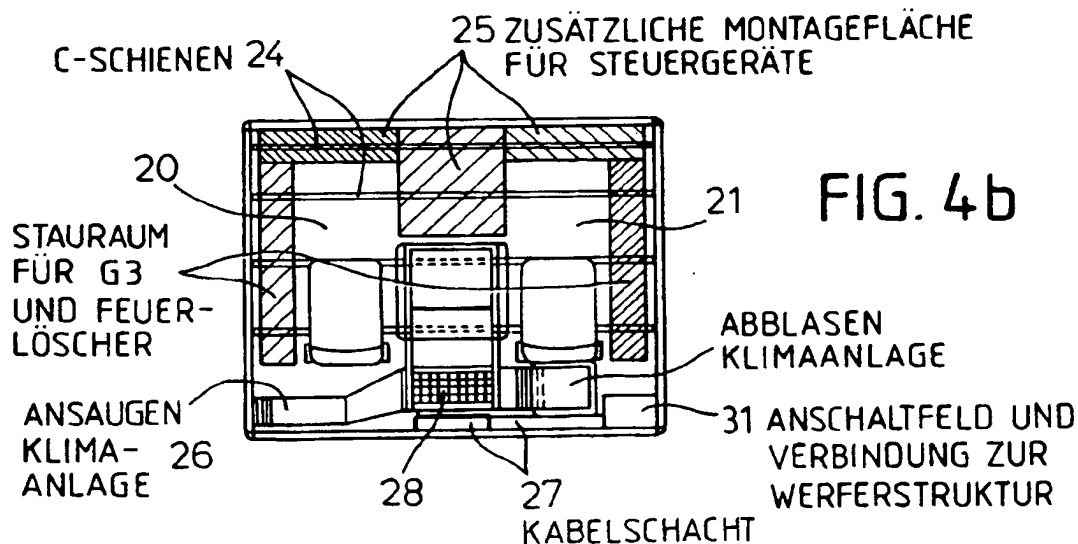 C-SCHIENEN 24
25 ZUSÄTZLICHE MONTAGEFLÄCHE
FÜR STEUERGERÄTE
20
21
FIG. 4b
STAURAUM
FÜR G3
UND FEUER-
LÖSCHER
ABBLASEN
KLIMAANLAGE
ANSAUGEN
KLIMA- 26
ANLAGE
28
27
KABELSCHACHT
31 ANSCHALTFELD UND
VERBINDUNG ZUR
WERFERSTRUKTUR